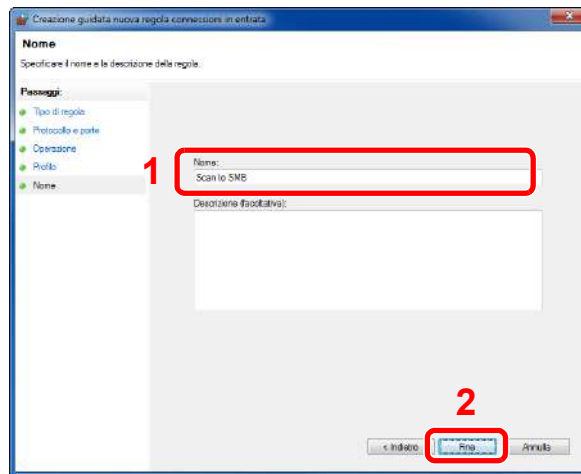 Creazione guidata nuova regola connessioni in entrata
Nome
Specificare il nome e la descrizione della regola.
Passaggi:
Tipo di regola
Protocollo e porte
Operazione
Profilo
Nome
1
Nome:
Scan to SMB
Descrizione (facoltativa):
2
< Indietro
Fine
Annulla